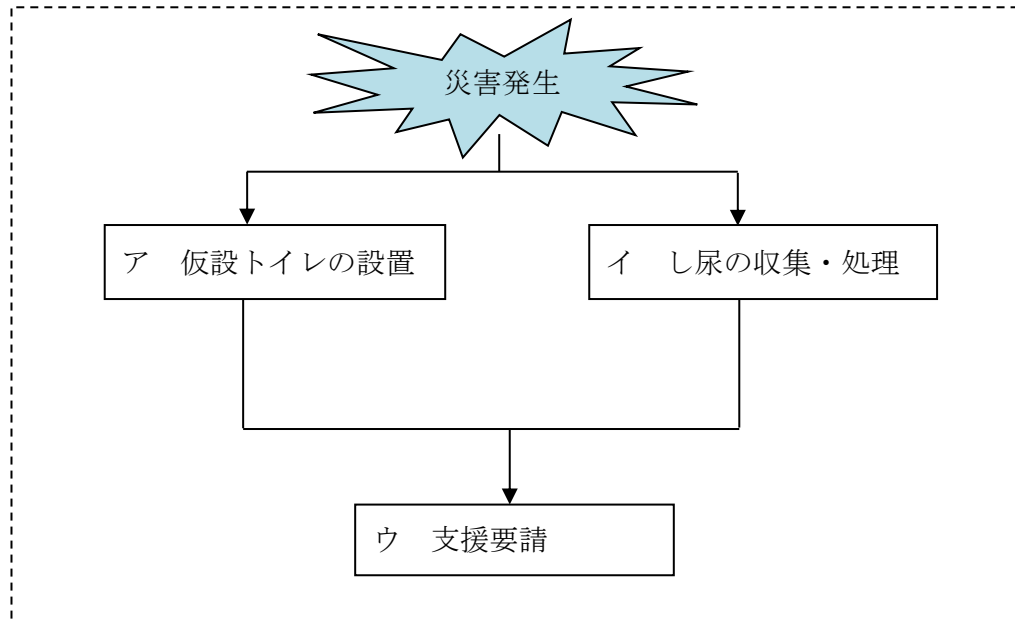 災害発生
ア　仮設トイレの設置
イ　し尿の収集・処理
ウ　支援要請